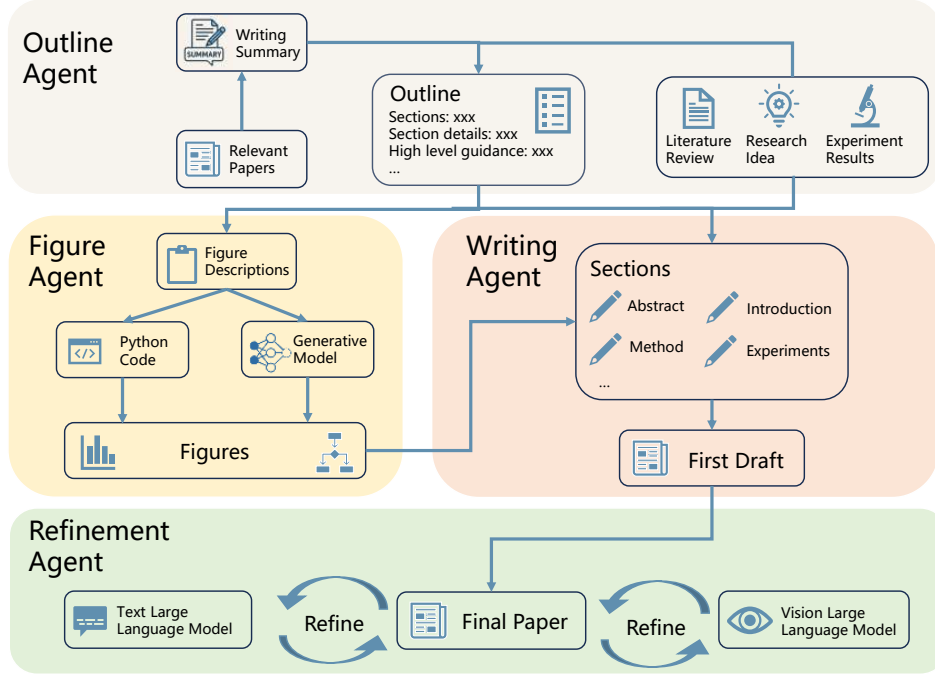 Outline
Agent
SUMMARY
Writing
Summary
Relevant
Papers
Outline
Sections: xxx
Section details: xxx
High level guidance: xxx
...
Literature
Review
Research
Idea
Experiment
Results
Figure
Agent
Figure
Descriptions
Python
Code
</>
Generative
Model
Figures
Writing
Agent
Sections
Abstract
Introduction
Method
Experiments
...
First Draft
Refinement
Agent
Text Large
Language Model
Refine
Final Paper
Refine
Vision Large
Language Model